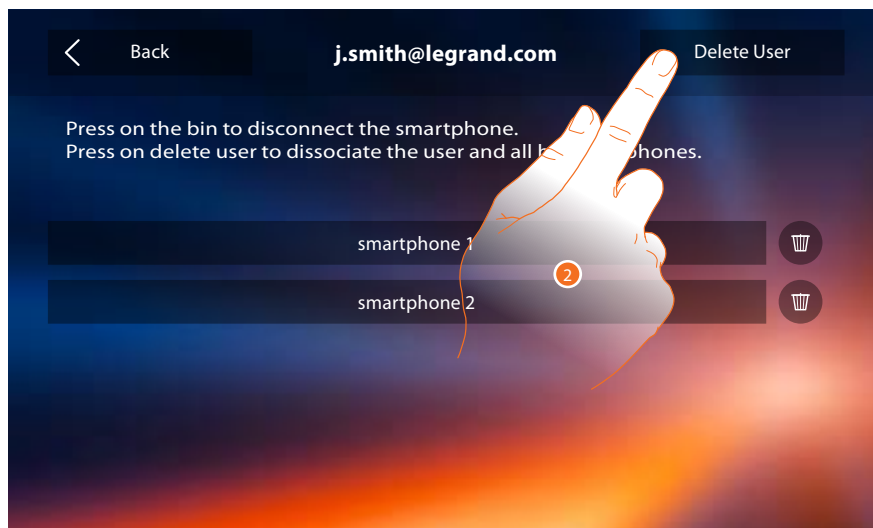 Back
j.smith@legrand.com
Delete User
Press on the bin to disconnect the smartphone.
Press on delete user to dissociate the user and all phones.
smartphone 1
2
smartphone 2